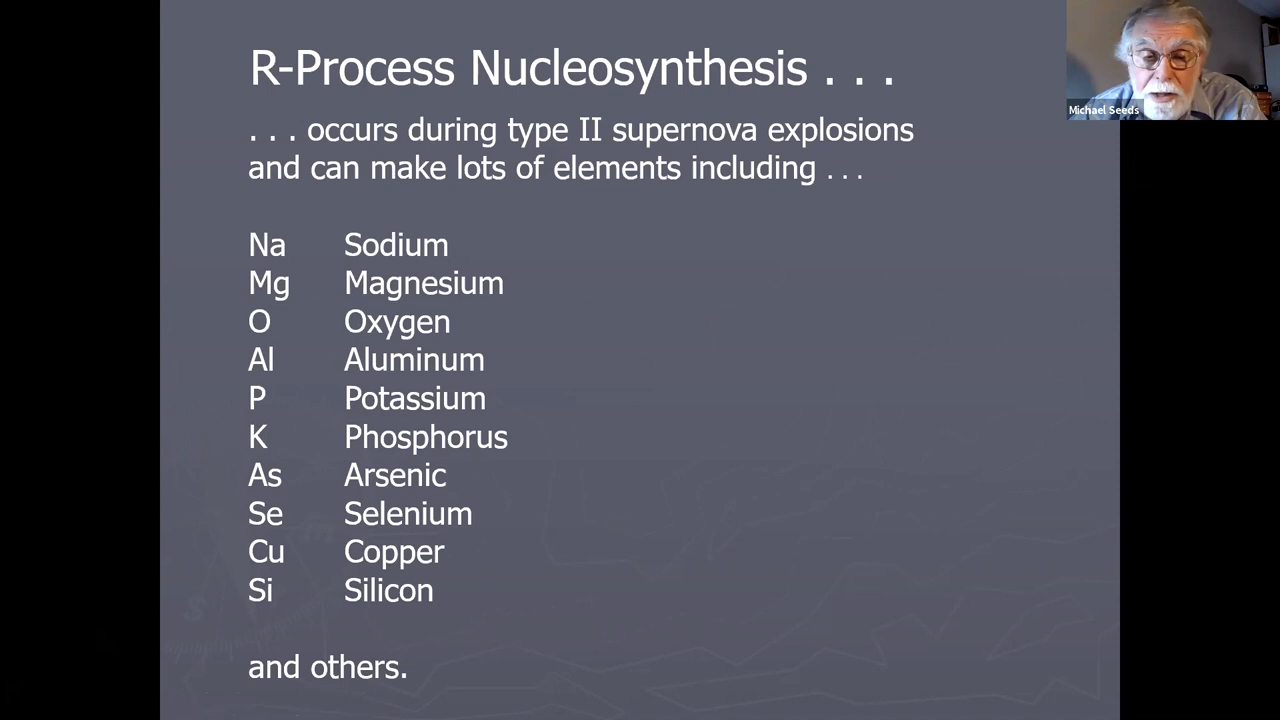 R-Process Nucleosynthesis . . .
. . . occurs during type II supernova explosions
and can make lots of elements including . . .
Na Sodium
Mg Magnesium
O Oxygen
Al Aluminum
P Potassium
K Phosphorus
As Arsenic
Se Selenium
Cu Copper
Si Silicon
and others.
Michael Seeds